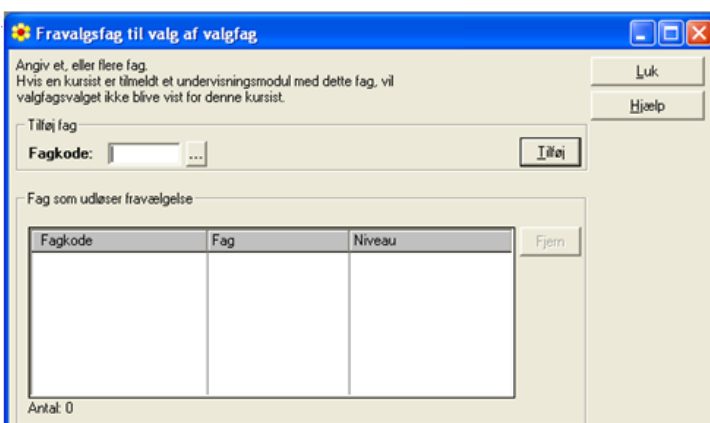 Fravalgsfag til valg af valgfag
Angiv et, eller flere fag.
Hvis en kursist er tilmeldt et undervisningsmodul med dette fag, vil
valgfagsvalget ikke blive vist for denne kursist.
Luk
Hjælp
Tilføj fag
Fagkode: ... Tilføj
Fag som udløser fravælgelse
Fagkode Fag Niveau Fjern
Antal: 0